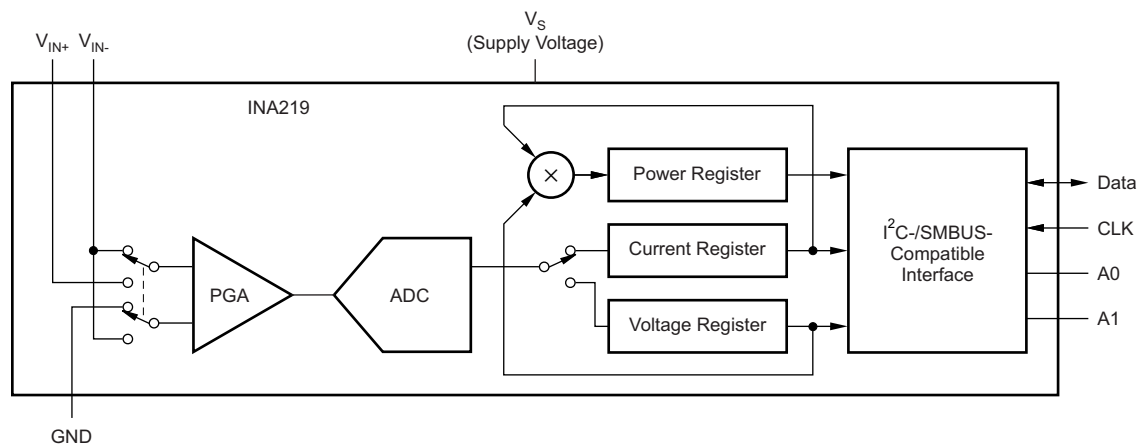 V_S
(Supply Voltage)
V_IN+ V_IN-
INA219
×
Power Register
Current Register
Voltage Register
PGA
ADC
I²C-/SMBUS-
Compatible
Interface
Data
CLK
A0
A1
GND